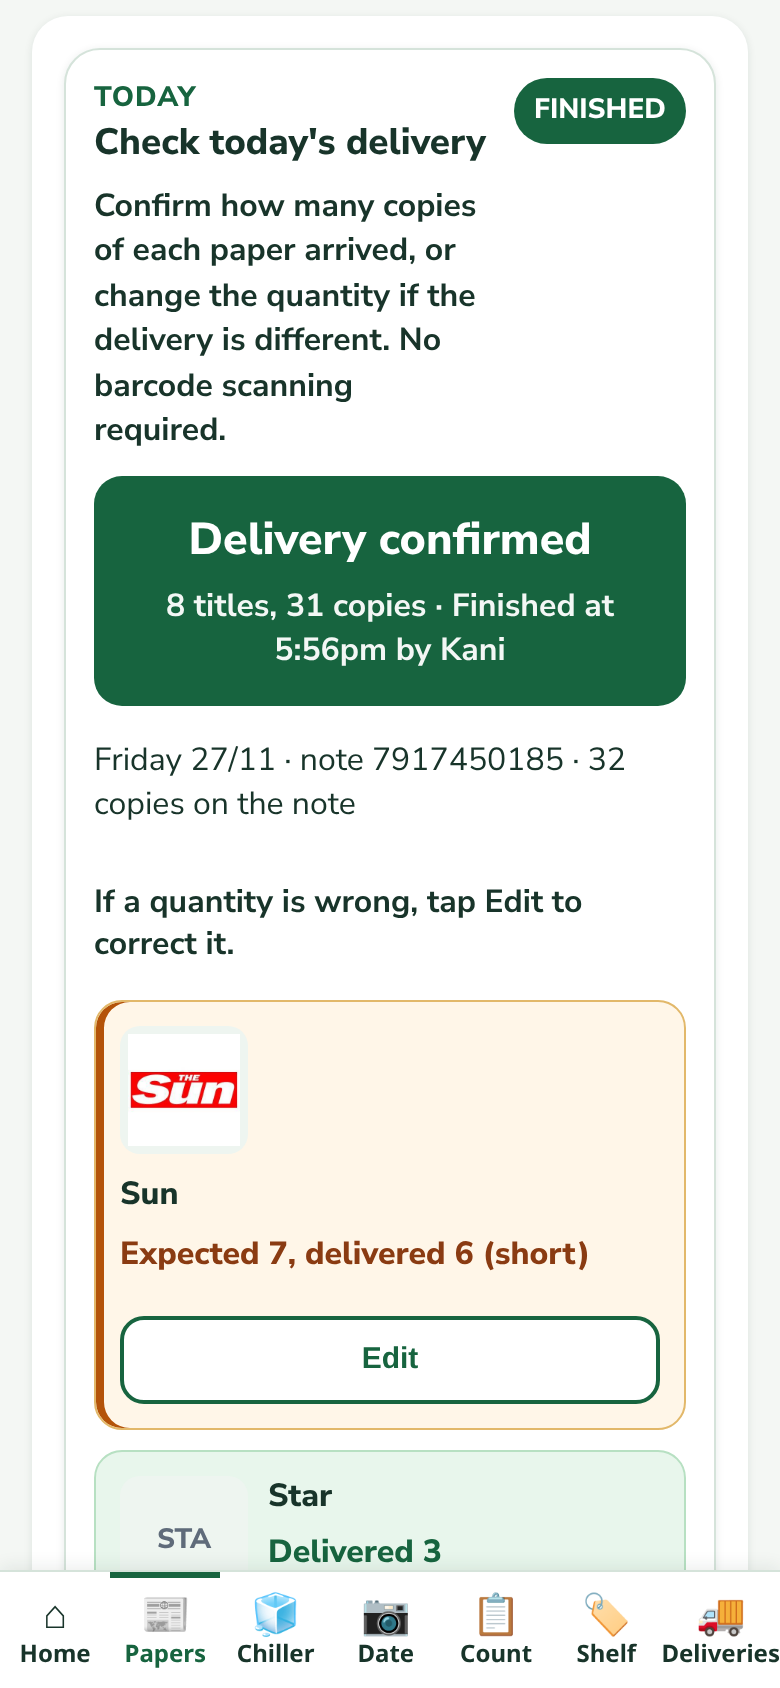 TODAY
FINISHED
Check today's delivery
Confirm how many copies
of each paper arrived, or
change the quantity if the
delivery is different. No
barcode scanning
required.
Delivery confirmed
8 titles, 31 copies · Finished at
5:56pm by Kani
Friday 27/11 · note 7917450185 · 32
copies on the note
If a quantity is wrong, tap Edit to
correct it.
THE
Sun
Sun
Expected 7, delivered 6 (short)
Edit
STA
Star
Delivered 3
Home
Papers
Chiller
Date
Count
Shelf
Deliveries